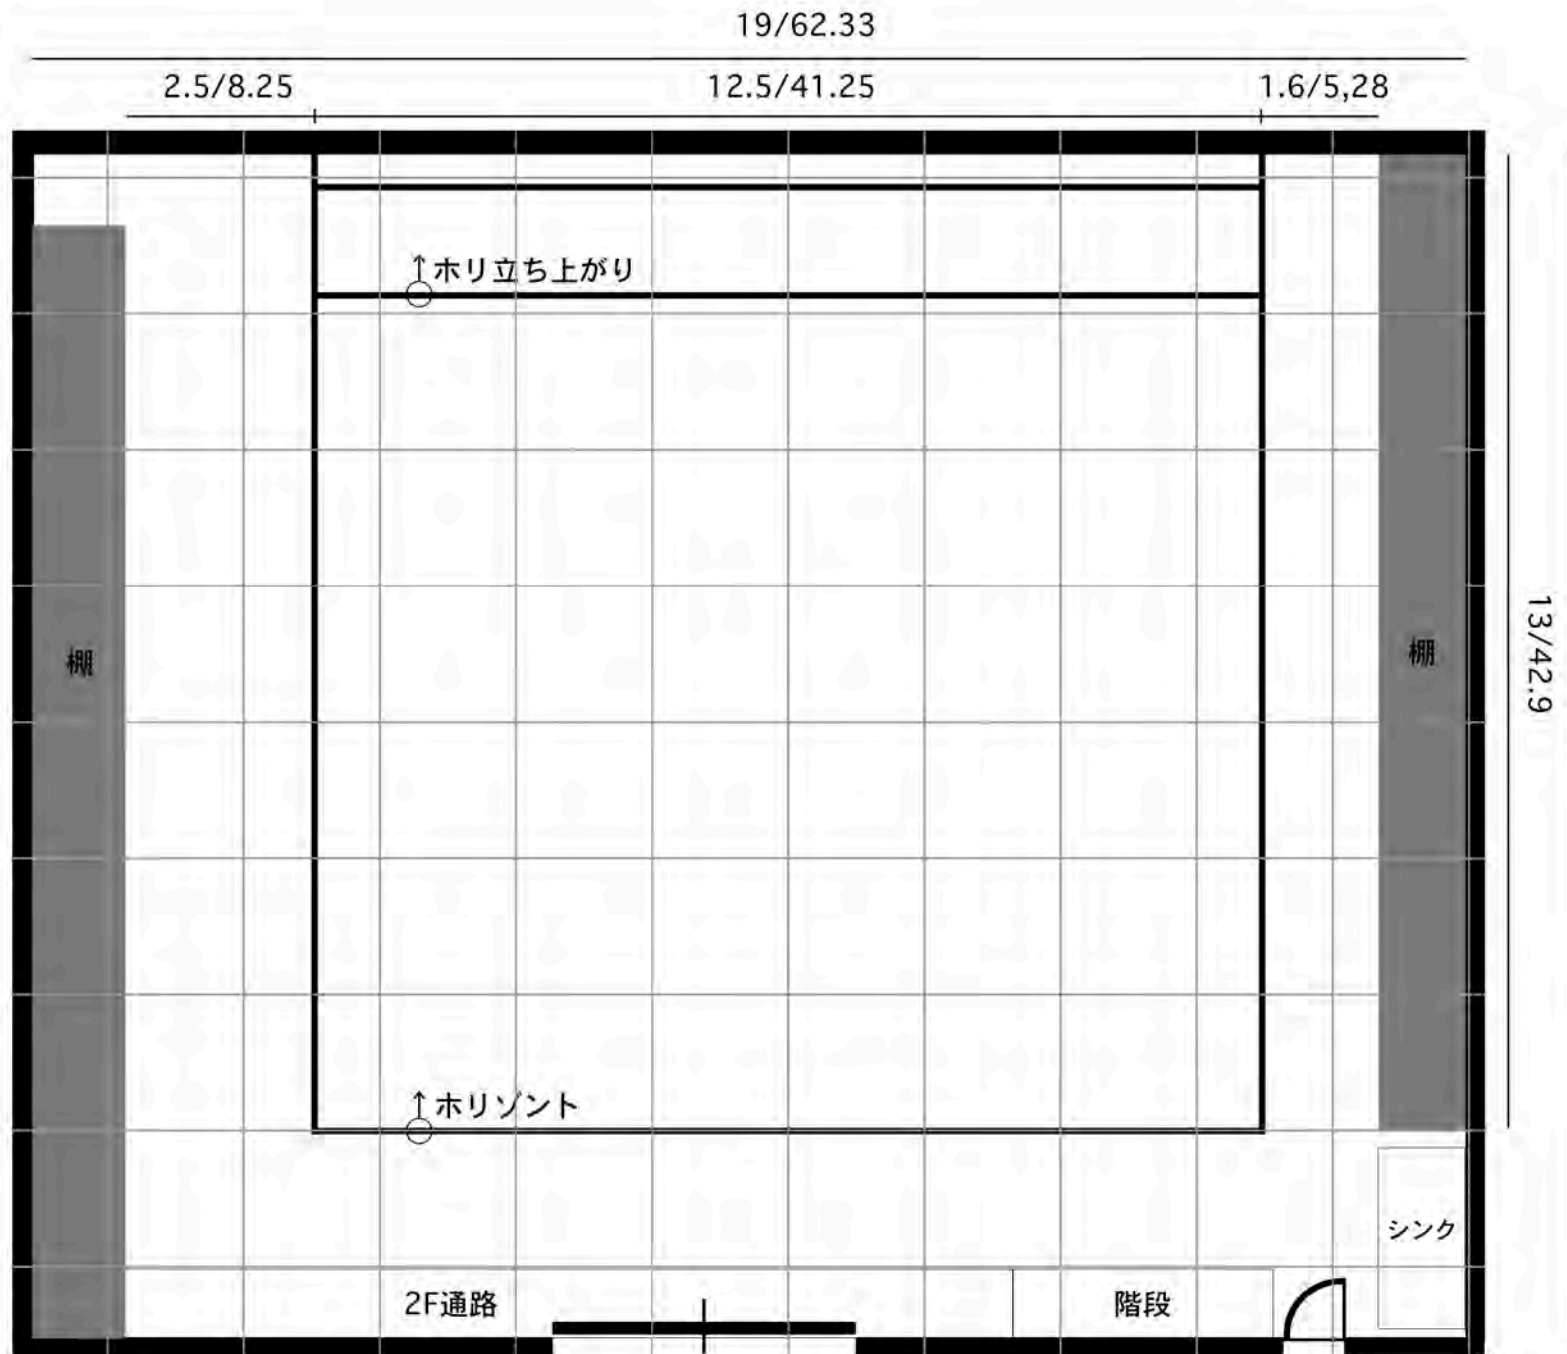 19/62.33
2.5/8.25
12.5/41.25
1.6/5,28
↑ホリ立ち上がり
棚
棚
13/42.9
↑ホリゾント
シンク
2F通路
階段